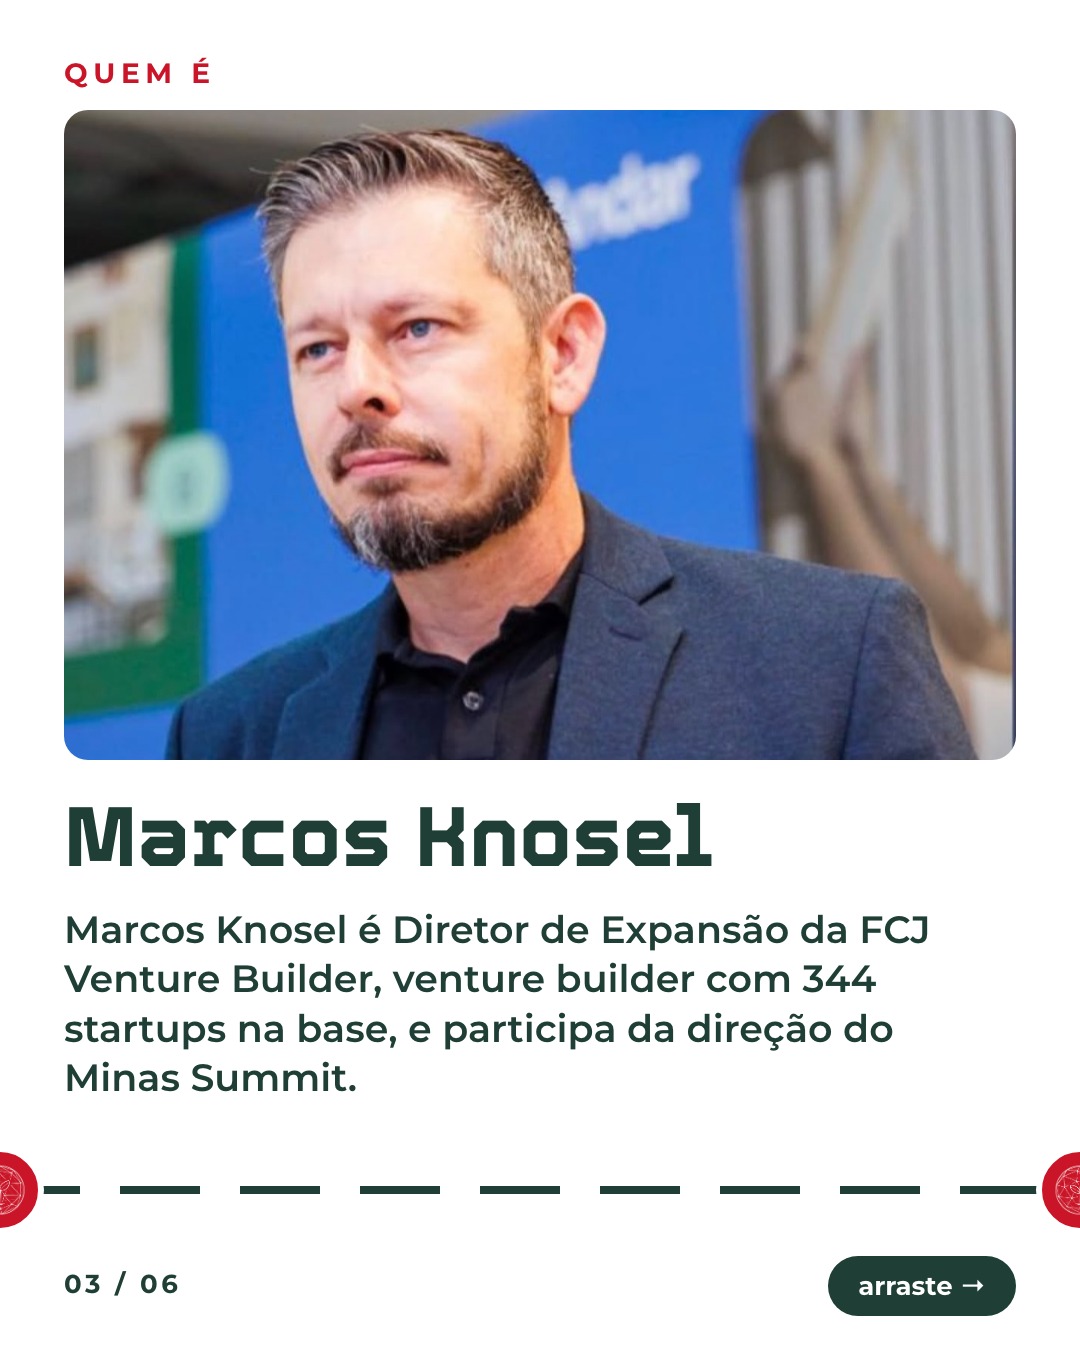 QUEM É
Marcos Knosel
Marcos Knosel é Diretor de Expansão da FCJ
Venture Builder, venture builder com 344
startups na base, e participa da direção do
Minas Summit.
03 / 06
arraste →